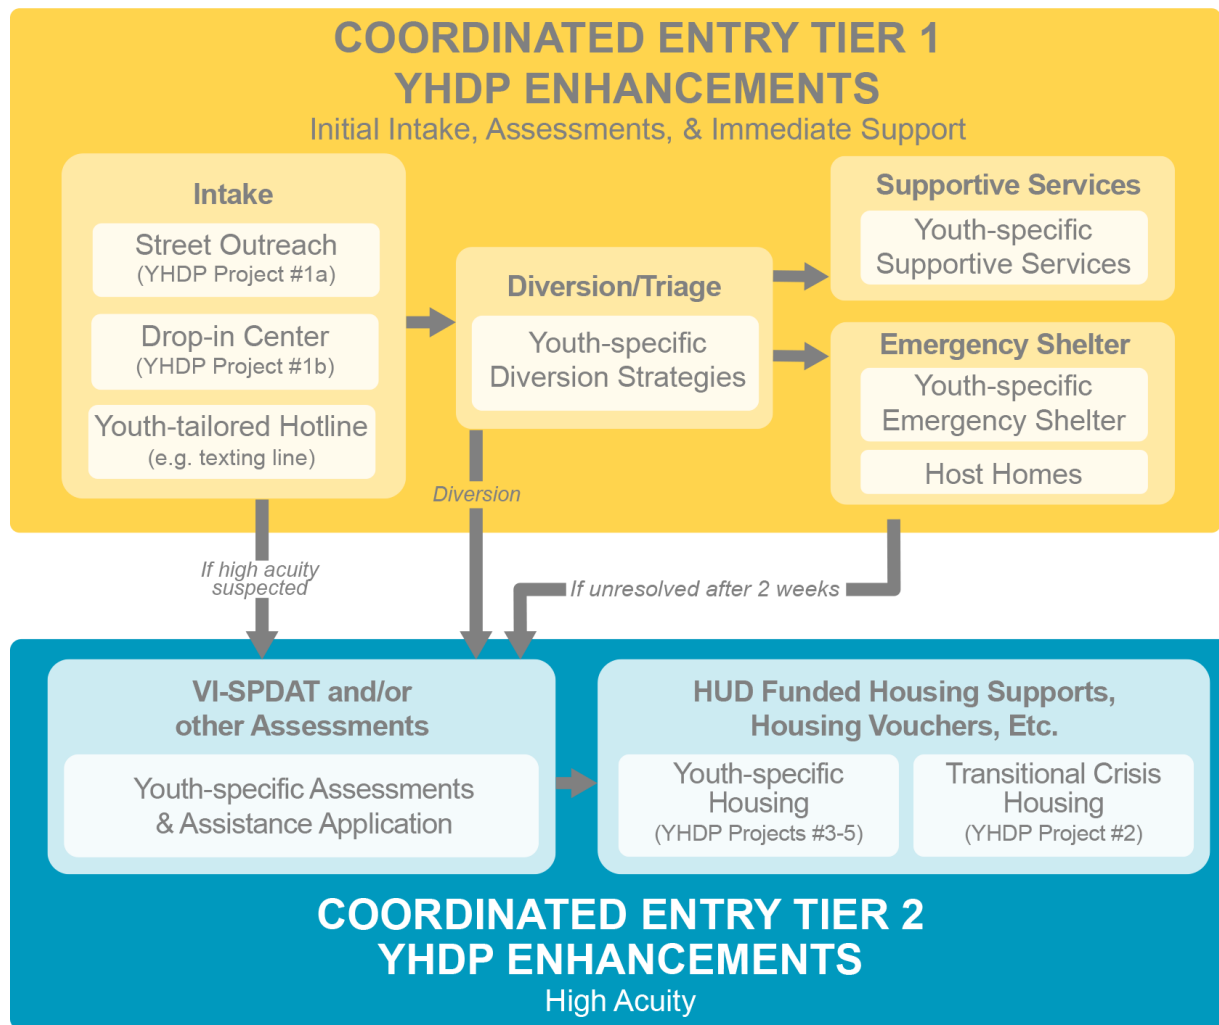 COORDINATED ENTRY TIER 1
YHDP ENHANCEMENTS
Initial Intake, Assessments, & Immediate Support
Intake
Street Outreach
(YHDP Project #1a)
Drop-in Center
(YHDP Project #1b)
Youth-tailored Hotline
(e.g. texting line)
Diversion/Triage
Youth-specific
Diversion Strategies
Supportive Services
Youth-specific
Supportive Services
Emergency Shelter
Youth-specific
Emergency Shelter
Host Homes
If high acuity
suspected
Diversion
If unresolved after 2 weeks
VI-SPDAT and/or
other Assessments
Youth-specific Assessments
& Assistance Application
HUD Funded Housing Supports,
Housing Vouchers, Etc.
Youth-specific
Housing
(YHDP Projects #3-5)
Transitional Crisis
Housing
(YHDP Project #2)
COORDINATED ENTRY TIER 2
YHDP ENHANCEMENTS
High Acuity